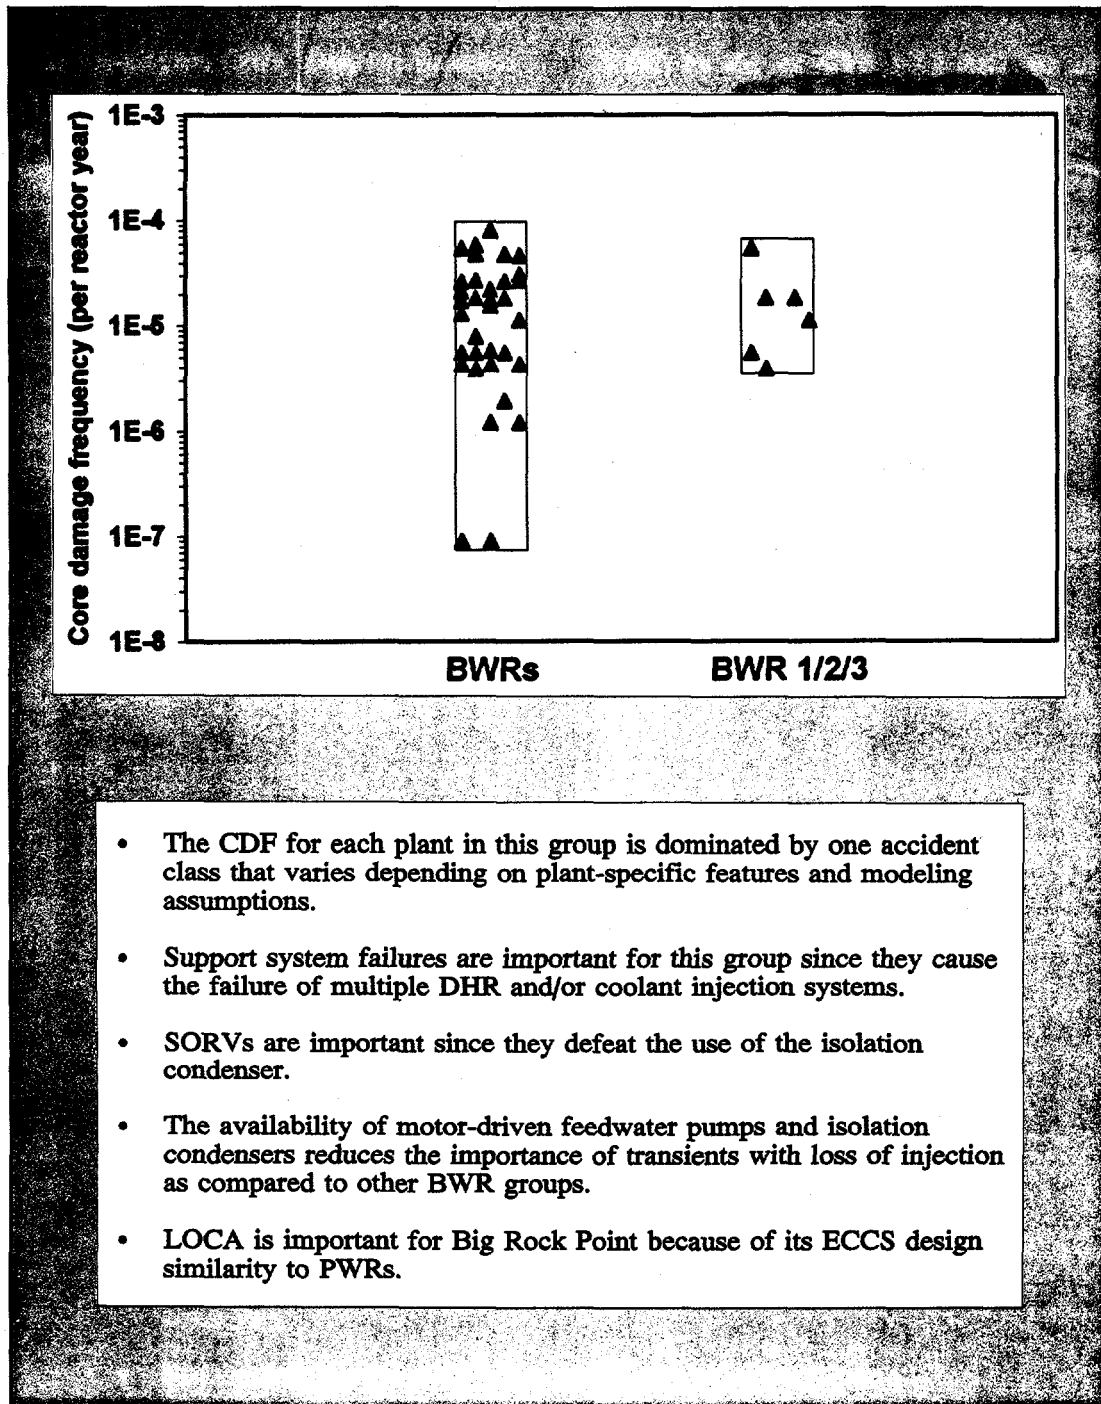 Core damage frequency (per reactor year)
1E-3
1E-4
1E-5
1E-6
1E-7
1E-8
BWRs
BWR 1/2/3
• The CDF for each plant in this group is dominated by one accident
class that varies depending on plant-specific features and modeling
assumptions.
• Support system failures are important for this group since they cause
the failure of multiple DHR and/or coolant injection systems.
• SORVs are important since they defeat the use of the isolation
condenser.
• The availability of motor-driven feedwater pumps and isolation
condensers reduces the importance of transients with loss of injection
as compared to other BWR groups.
• LOCA is important for Big Rock Point because of its ECCS design
similarity to PWRs.